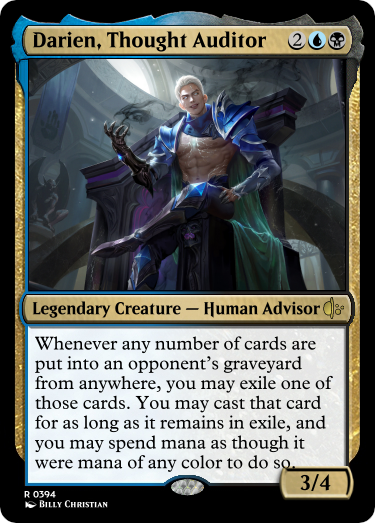 Darien, Thought Auditor 2
Legendary Creature — Human Advisor
Whenever any number of cards are
put into an opponent's graveyard
from anywhere, you may exile one of
those cards. You may cast that card
for as long as it remains in exile, and
you may spend mana as though it
were mana of any color to do so.
3/4
R 0394
Billy Christian